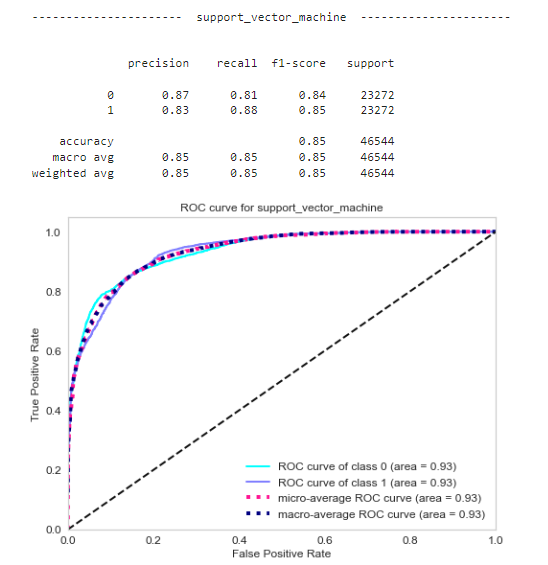 ---------------------- support_vector_machine ----------------------
precision recall f1-score support
0 0.87 0.81 0.84 23272
1 0.83 0.88 0.85 23272
accuracy 0.85 46544
macro avg 0.85 0.85 0.85 46544
weighted avg 0.85 0.85 0.85 46544
ROC curve for support_vector_machine
1.0
0.8
0.6
0.4
0.2
0.0
True Positive Rate
ROC curve of class 0 (area = 0.93)
ROC curve of class 1 (area = 0.93)
micro-average ROC curve (area = 0.93)
macro-average ROC curve (area = 0.93)
0.0 0.2 0.4 0.6 0.8 1.0
False Positive Rate